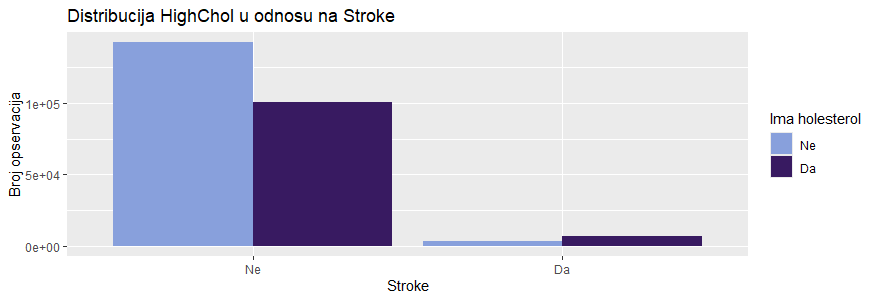 Distribucija HighChol u odnosu na Stroke
Broj opservacija
1e+05
5e+04
0e+00
Ne
Da
Stroke
Ima holesterol
Ne
Da